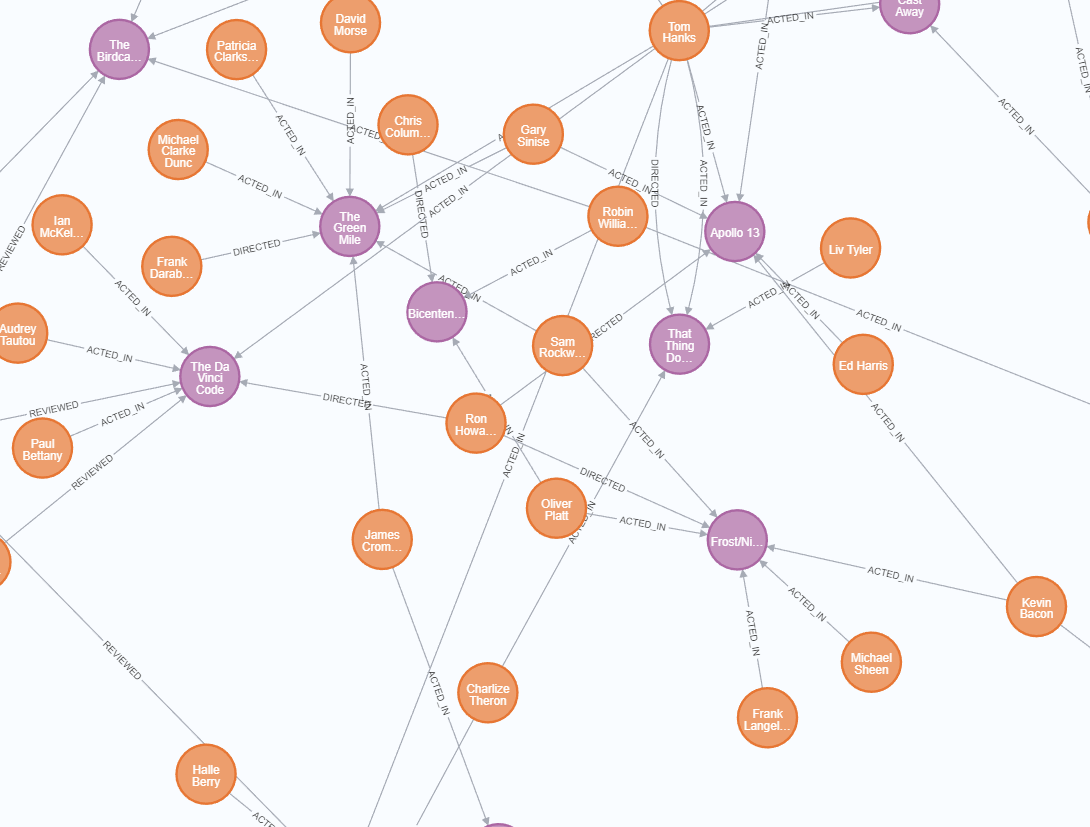 Cast
Away
David
Morse
Tom
Hanks
ACTED_IN
The
Birdca...
Patricia
Clarks...
ACTED_IN
ACTED_IN
Chris
Colum...
ACTED_IN
ACTED_IN
ACTED_IN
ACTED_IN
Gary
Sinise
ACTED_IN
Michael
Clarke
Dunc
ACTED_IN
ACTED_IN
ACTED_IN
DIRECTED
ACTED_IN
ACTED_IN
DIRECTED
Ian
McKel...
The
Green
Mile
Robin
Willia...
Apollo 13
REVIEWED
DIRECTED
Liv Tyler
Frank
Darab...
ACTED_IN
ACTED_IN
ACTED_IN
ACTED_IN
ACTED_IN
ACTED_IN
Bicenten...
Audrey
Tautou
RECTED
Sam
Rockw...
That
Thing
Do...
ACTED_IN
Ed Harris
The Da
Vinci
Code
ACTED_IN
DIRECTED
REVIEWED
ACTED_IN
Ron
Howa...
ACTED_IN
ACTED_IN
Paul
Bettany
IN
ACTED_IN
REVIEWED
DIRECTED
Oliver
Platt
ACTED_IN
James
Crom...
Frost/Ni...
ACTED_IN
Kevin
Bacon
ACTED_IN
ACTED_IN
Michael
Sheen
REVIEWED
ACTED_IN
Charlize
Theron
Frank
Langel...
Halle
Berry
ACTE